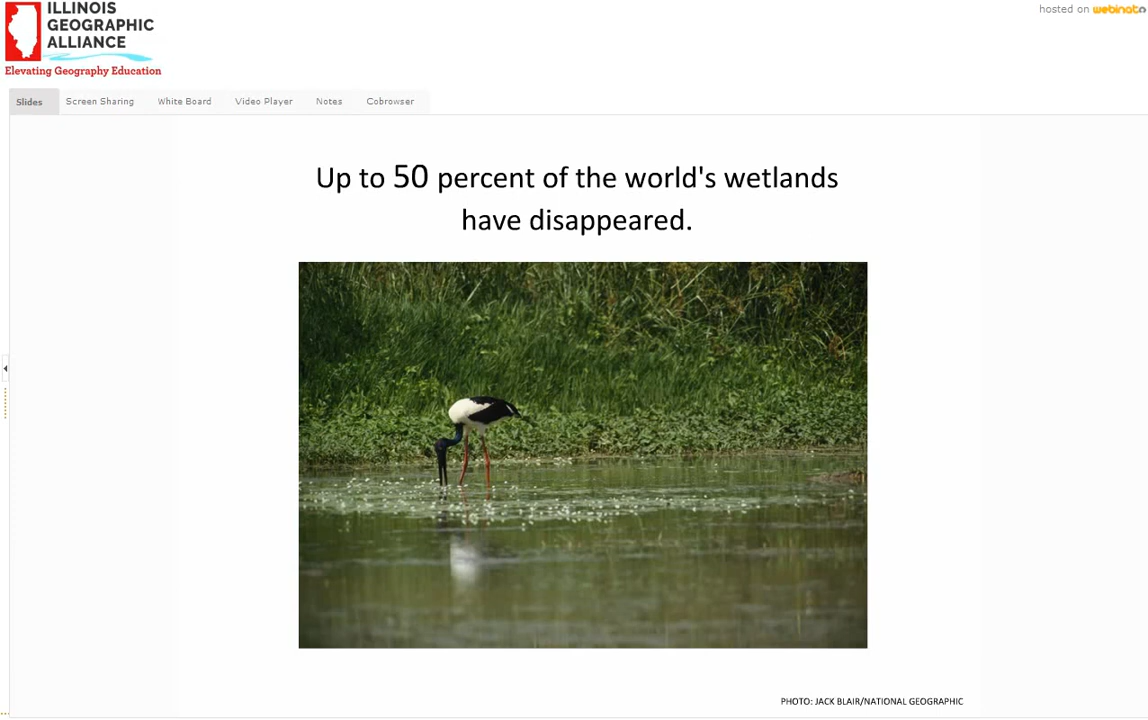 ILLINOIS
GEOGRAPHIC
ALLIANCE
Elevating Geography Education
hosted on webinato
Slides
Screen Sharing
White Board
Video Player
Notes
Cobrowser
Up to 50 percent of the world's wetlands
have disappeared.
PHOTO: JACK BLAIR/NATIONAL GEOGRAPHIC